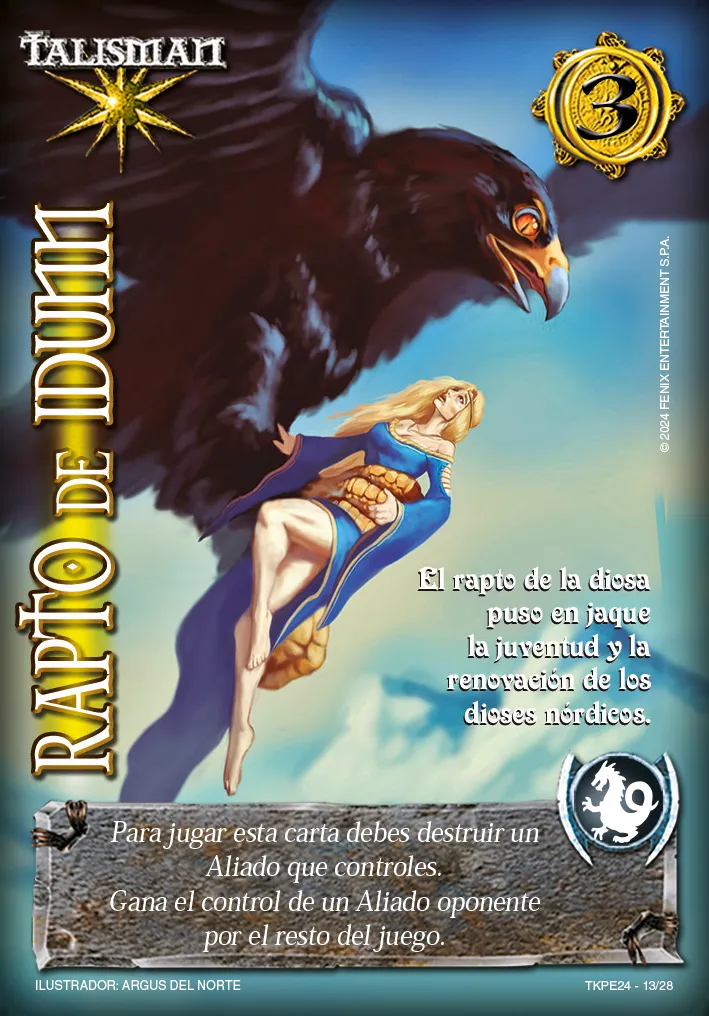 TALISMAN
3
RAPTO DE IDUNN
© 2024 FENIX ENTERTAINMENT S.P.A.
El rapto de la diosa
puso en jaque
la juventud y la
renovación de los
dioses nórdicos.
Para jugar esta carta debes destruir un
Aliado que controles.
Gana el control de un Aliado oponente
por el resto del juego.
ILUSTRADOR: ARGUS DEL NORTE
TKPE24 - 13/28